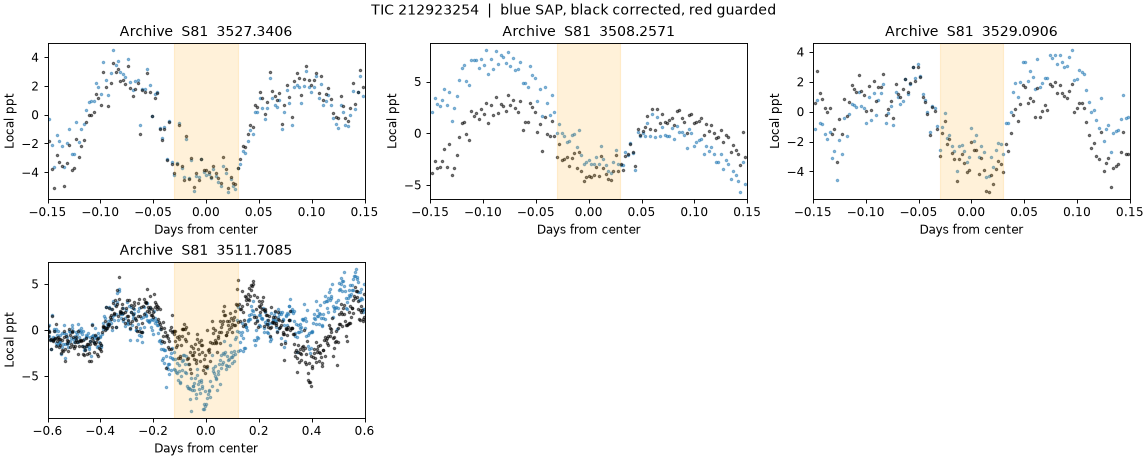 TIC 212923254 | blue SAP, black corrected, red guarded
Archive S81 3527.3406
Local ppt
4
2
0
−2
−4
−0.15 −0.10 −0.05 0.00 0.05 0.10 0.15
Days from center
Archive S81 3508.2571
Local ppt
5
0
−5
−0.15 −0.10 −0.05 0.00 0.05 0.10 0.15
Days from center
Archive S81 3529.0906
Local ppt
4
2
0
−2
−4
−0.15 −0.10 −0.05 0.00 0.05 0.10 0.15
Days from center
Archive S81 3511.7085
Local ppt
5
0
−5
−0.6 −0.4 −0.2 0.0 0.2 0.4 0.6
Days from center